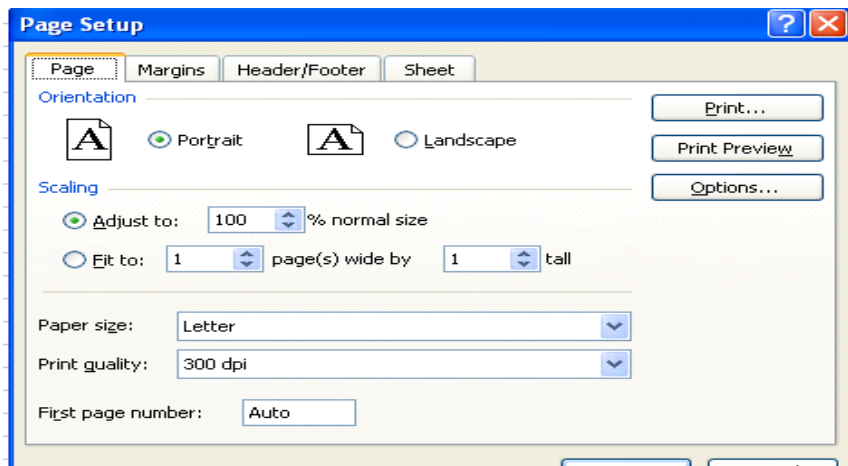 Page Setup
Page Margins Header/Footer Sheet
Orientation
A Portrait A Landscape
Print...
Print Preview
Options...
Scaling
Adjust to: 100 % normal size
Fit to: 1 page(s) wide by 1 tall
Paper size: Letter
Print quality: 300 dpi
First page number: Auto